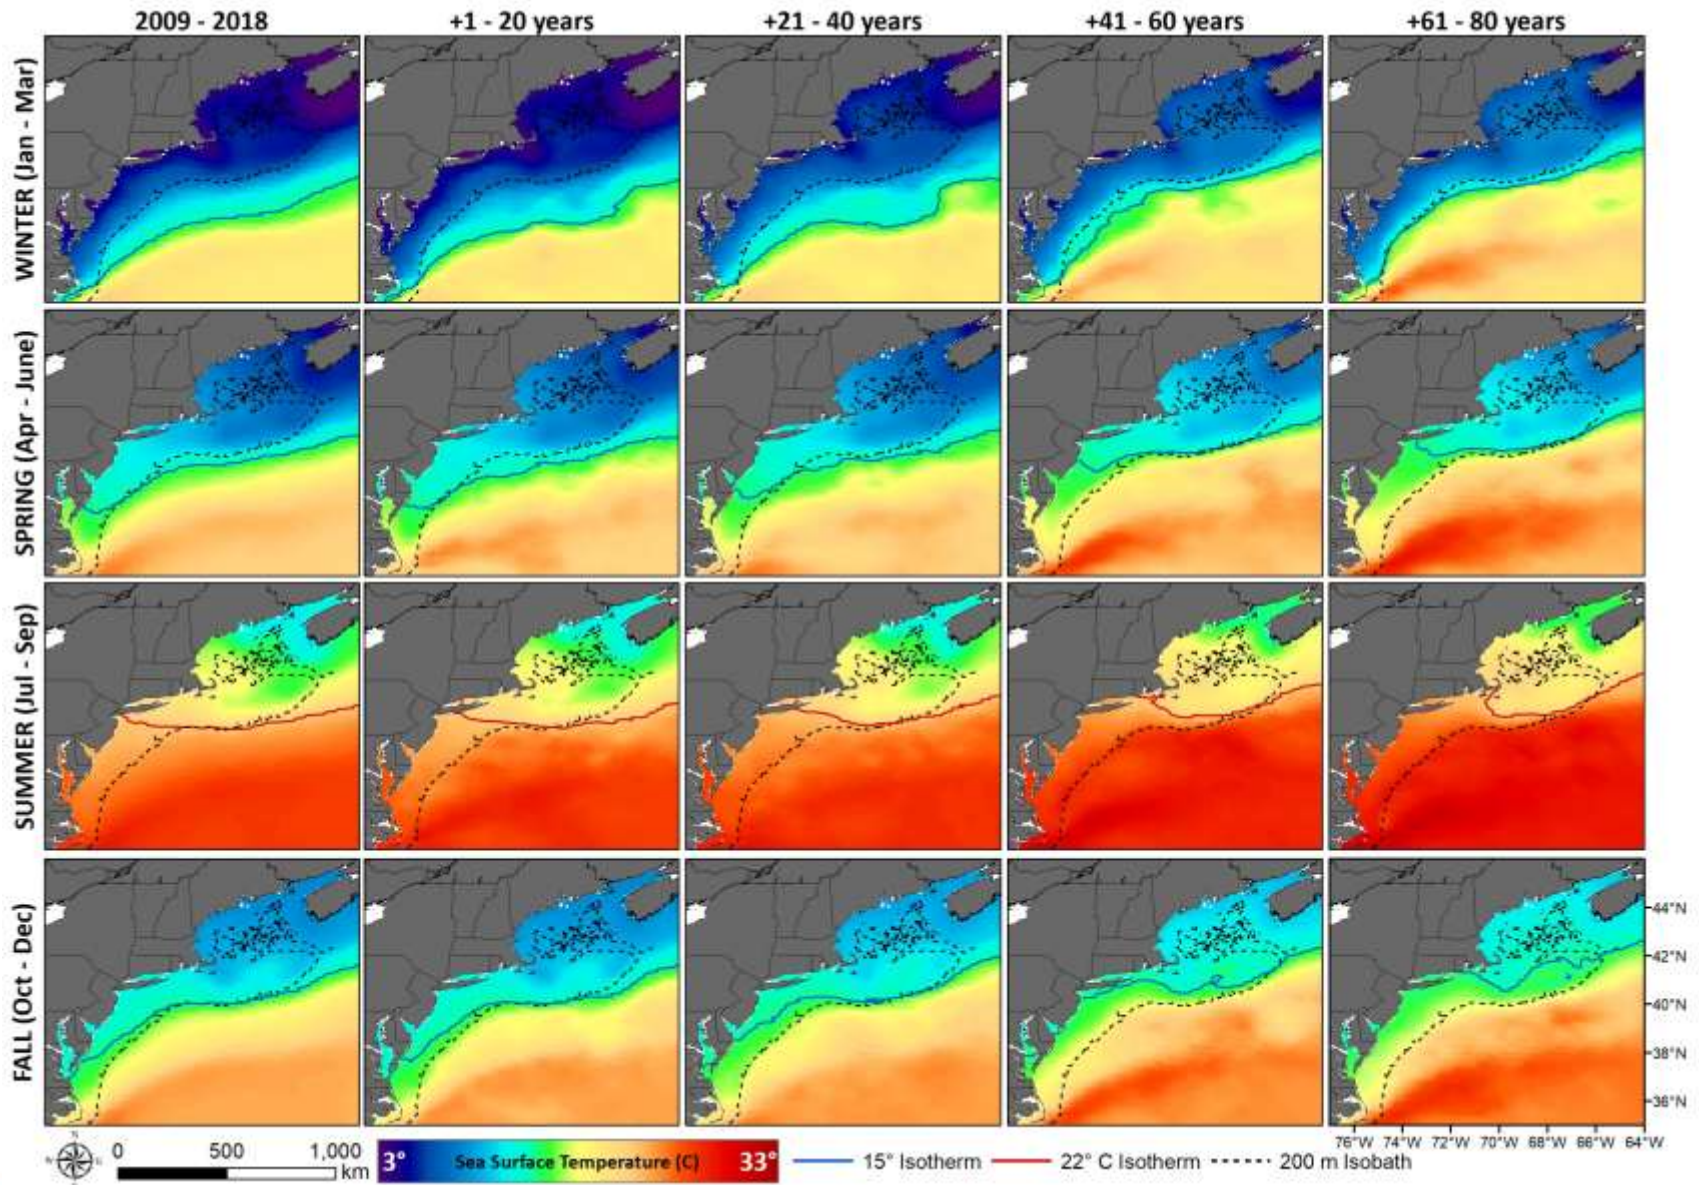 2009 - 2018
+1 - 20 years
+21 - 40 years
+41 - 60 years
+61 - 80 years
WINTER (Jan - Mar)
SPRING (Apr - June)
SUMMER (Jul - Sep)
FALL (Oct - Dec)
44°N
42°N
40°N
38°N
36°N
76°W 74°W 72°W 70°W 68°W 66°W 64°W
0 500 1,000
km
3° Sea Surface Temperature (C) 33°
15° Isotherm
22° C Isotherm
200 m Isobath